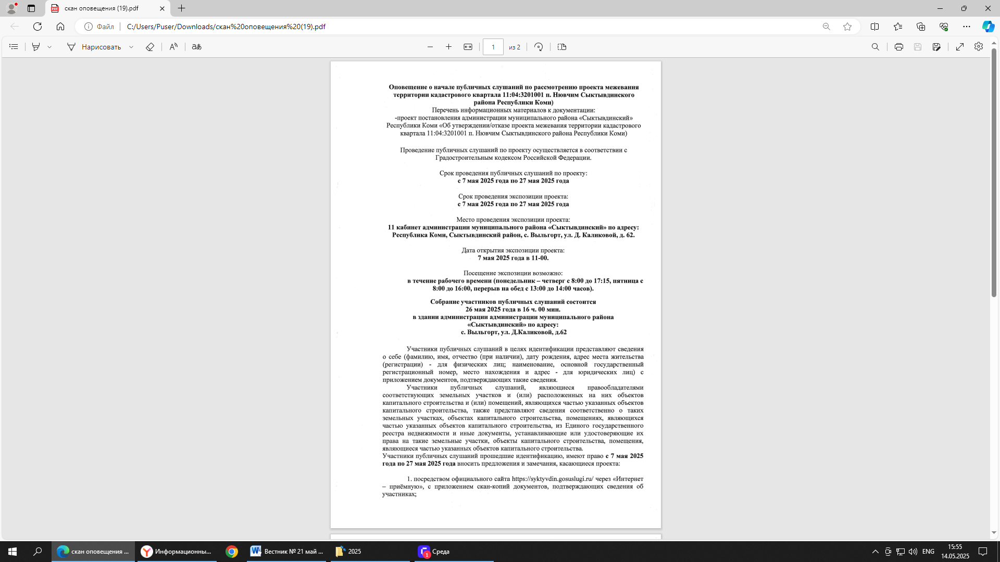 скан оповещения (19).pdf
Файл
C:/Users/Puser/Downloads/скан%20оповещения%20(19).pdf
Нарисовать
1
из 2
Оповещение о начале публичных слушаний по рассмотрению проекта межевания
территории кадастрового квартала 11:04:3201001 п. Нювчим Сыктывдинского
района Республики Коми)
Перечень информационных материалов к документации:
-проект постановления администрации муниципального района «Сыктывдинский»
Республики Коми «Об утверждении/отказе проекта межевания территории кадастрового
квартала 11:04:3201001 п. Нювчим Сыктывдинского района Республики Коми)
Проведение публичных слушаний по проекту осуществляется в соответствии с
Градостроительным кодексом Российской Федерации.
Срок проведения публичных слушаний по проекту:
с 7 мая 2025 года по 27 мая 2025 года
Срок проведения экспозиции проекта:
с 7 мая 2025 года по 27 мая 2025 года
Место проведения экспозиции проекта:
11 кабинет администрации муниципального района «Сыктывдинский» по адресу:
Республика Коми, Сыктывдинский район, с. Выльгорт, ул. Д. Каликовой, д. 62.
Дата открытия экспозиции проекта:
7 мая 2025 года в 11-00.
Посещение экспозиции возможно:
в течение рабочего времени (понедельник – четверг с 8:00 до 17:15, пятница с
8:00 до 16:00, перерыв на обед с 13:00 до 14:00 часов).
Собрание участников публичных слушаний состоится
26 мая 2025 года в 16 ч. 00 мин.
в здании администрации администрации муниципального района
«Сыктывдинский» по адресу:
с. Выльгорт, ул. Д.Каликовой, д.62
Участники публичных слушаний в целях идентификации представляют сведения
о себе (фамилию, имя, отчество (при наличии), дату рождения, адрес места жительства
(регистрации) - для физических лиц; наименование, основной государственный
регистрационный номер, место нахождения и адрес - для юридических лиц) с
приложением документов, подтверждающих такие сведения.
Участники публичных слушаний, являющиеся правообладателями
соответствующих земельных участков и (или) расположенных на них объектов
капитального строительства и (или) помещений, являющихся частью указанных объектов
капитального строительства, также представляют сведения соответственно о таких
земельных участках, объектах капитального строительства, помещениях, являющихся
частью указанных объектов капитального строительства, из Единого государственного
реестра недвижимости и иные документы, устанавливающие или удостоверяющие их
права на такие земельные участки, объекты капитального строительства, помещения,
являющиеся частью указанных объектов капитального строительства.
Участники публичных слушаний прошедшие идентификацию, имеют право с 7 мая 2025
года по 27 мая 2025 года вносить предложения и замечания, касающиеся проекта:
1. посредством официального сайта https://syktyvdin.gosuslugi.ru/ через «Интернет
– приёмную», с приложением скан-копий документов, подтверждающих сведения об
участниках;
скан оповещения ...
Информационны...
Вестник № 21 май ...
2025
1
Среда
ENG
15:55
14.05.2025